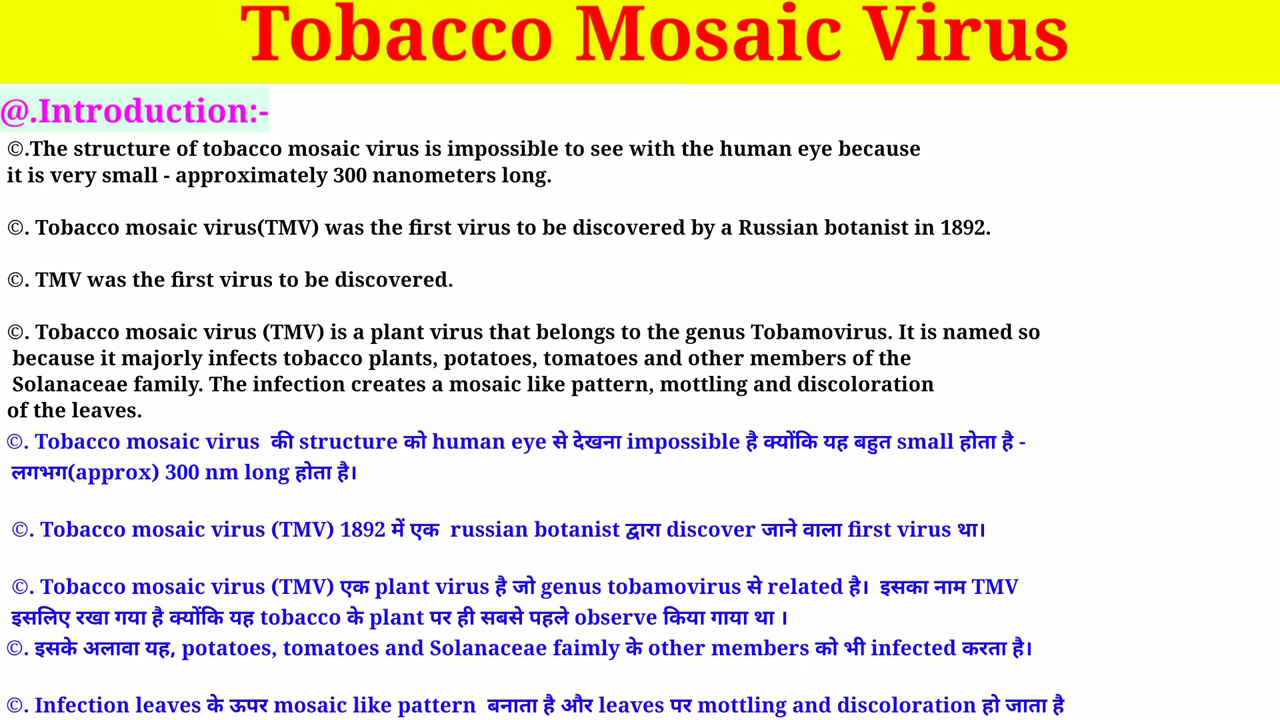 Tobacco Mosaic Virus
@.Introduction:-
©.The structure of tobacco mosaic virus is impossible to see with the human eye because
it is very small - approximately 300 nanometers long.
©. Tobacco mosaic virus(TMV) was the first virus to be discovered by a Russian botanist in 1892.
©. TMV was the first virus to be discovered.
©. Tobacco mosaic virus (TMV) is a plant virus that belongs to the genus Tobamovirus. It is named so
because it majorly infects tobacco plants, potatoes, tomatoes and other members of the
Solanaceae family. The infection creates a mosaic like pattern, mottling and discoloration
of the leaves.
©. Tobacco mosaic virus की structure को human eye से देखना impossible है क्योंकि यह बहुत small होता है -
लगभग(approx) 300 nm long होता है।
©. Tobacco mosaic virus (TMV) 1892 में एक russian botanist द्वारा discover जाने वाला first virus था।
©. Tobacco mosaic virus (TMV) एक plant virus है जो genus tobamovirus से related है। इसका नाम TMV
इसलिए रखा गया है क्योंकि यह tobacco के plant पर ही सबसे पहले observe किया गाया था ।
©. इसके अलावा यह, potatoes, tomatoes and Solanaceae faimly के other members को भी infected करता है।
©. Infection leaves के ऊपर mosaic like pattern बनाता है और leaves पर mottling and discoloration हो जाता है